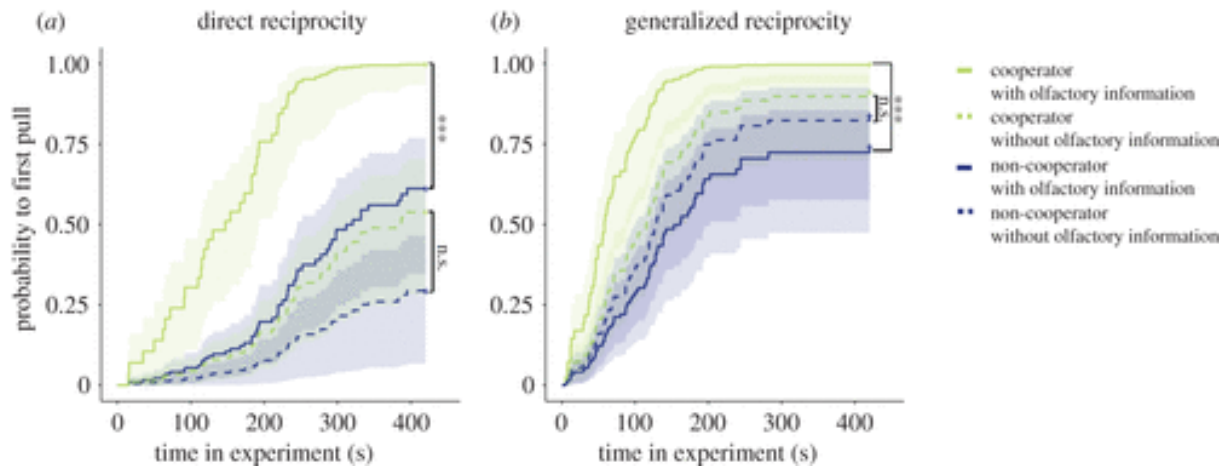 (a) direct reciprocity
(b) generalized reciprocity
probability to first pull
1.00
0.75
0.50
0.25
0
***
n.s.
0 100 200 300 400
time in experiment (s)
1.00
0.75
0.50
0.25
0
n.s.
***
0 100 200 300 400
time in experiment (s)
cooperator
with olfactory information
cooperator
without olfactory information
non-cooperator
with olfactory information
non-cooperator
without olfactory information